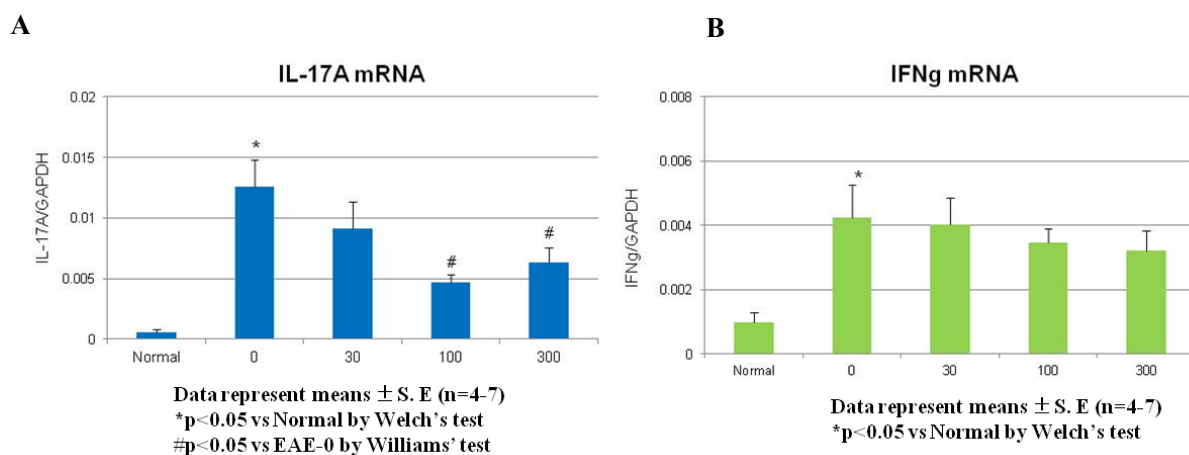 A
IL-17A mRNA
IL-17A/GAPDH
0.02
0.015
0.01
0.005
0
*
#
#
Normal 0 30 100 300
Data represent means ± S. E (n=4-7)
*p<0.05 vs Normal by Welch's test
#p<0.05 vs EAE-0 by Williams' test
B
IFNg mRNA
IFNg/GAPDH
0.008
0.006
0.004
0.002
0
*
Normal 0 30 100 300
Data represent means ± S. E (n=4-7)
*p<0.05 vs Normal by Welch's test